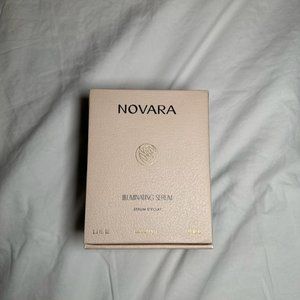 NOVARA
ILLUMINATING SERUM
SÉRUM D'ÉCLAT